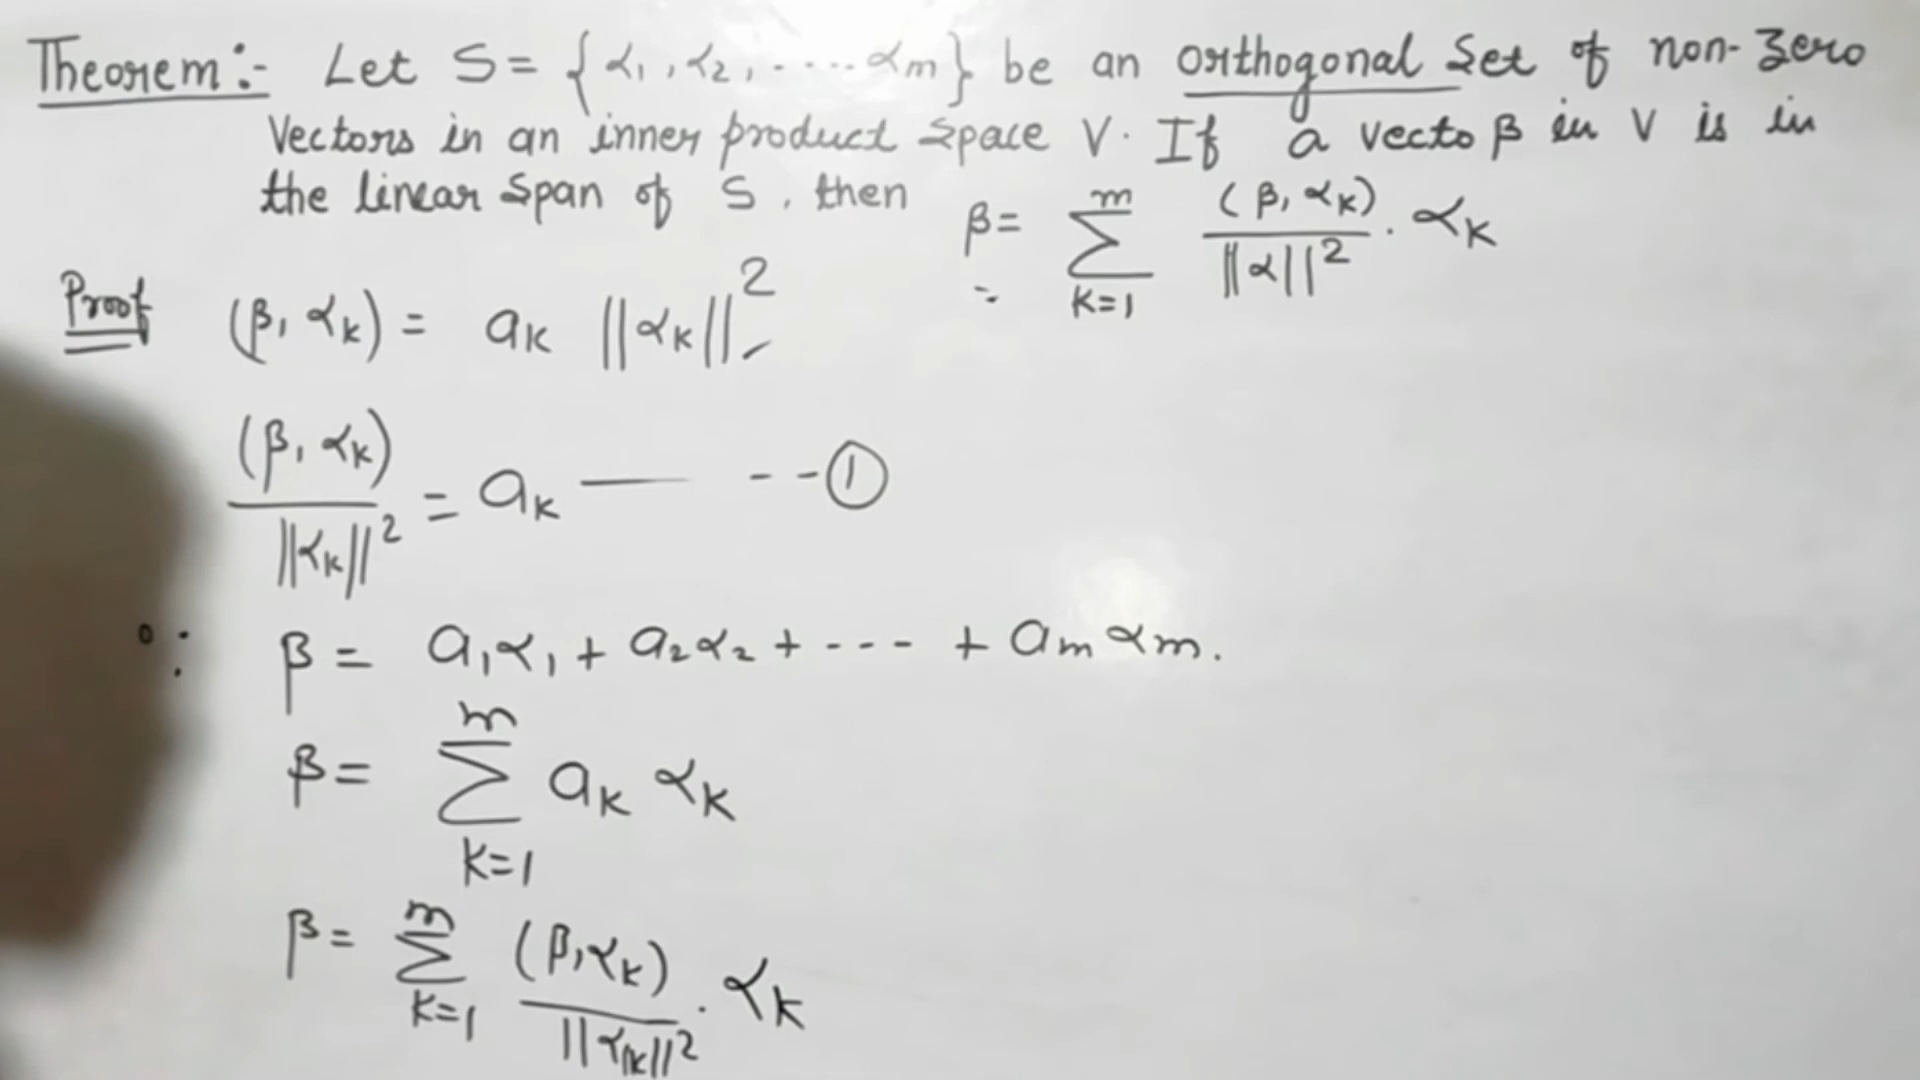 Theorem:- Let S = {α₁, α₂, ..... αm} be an orthogonal Set of non-Zero
Vectors in an inner product Space V. If a vecto β in V is in
the linear Span of S, then β = Σ_{k=1}^{m} (β, αk)/||α||² · αk
Proof (β, αk) = ak ||αk||²
(β, αk)/||αk||² = ak —— --①
∵ β = a₁α₁ + a₂α₂ + --- + am αm.
β = Σ_{k=1}^{m} ak αk
β = Σ_{k=1}^{m} (β, αk)/||αk||² · αk